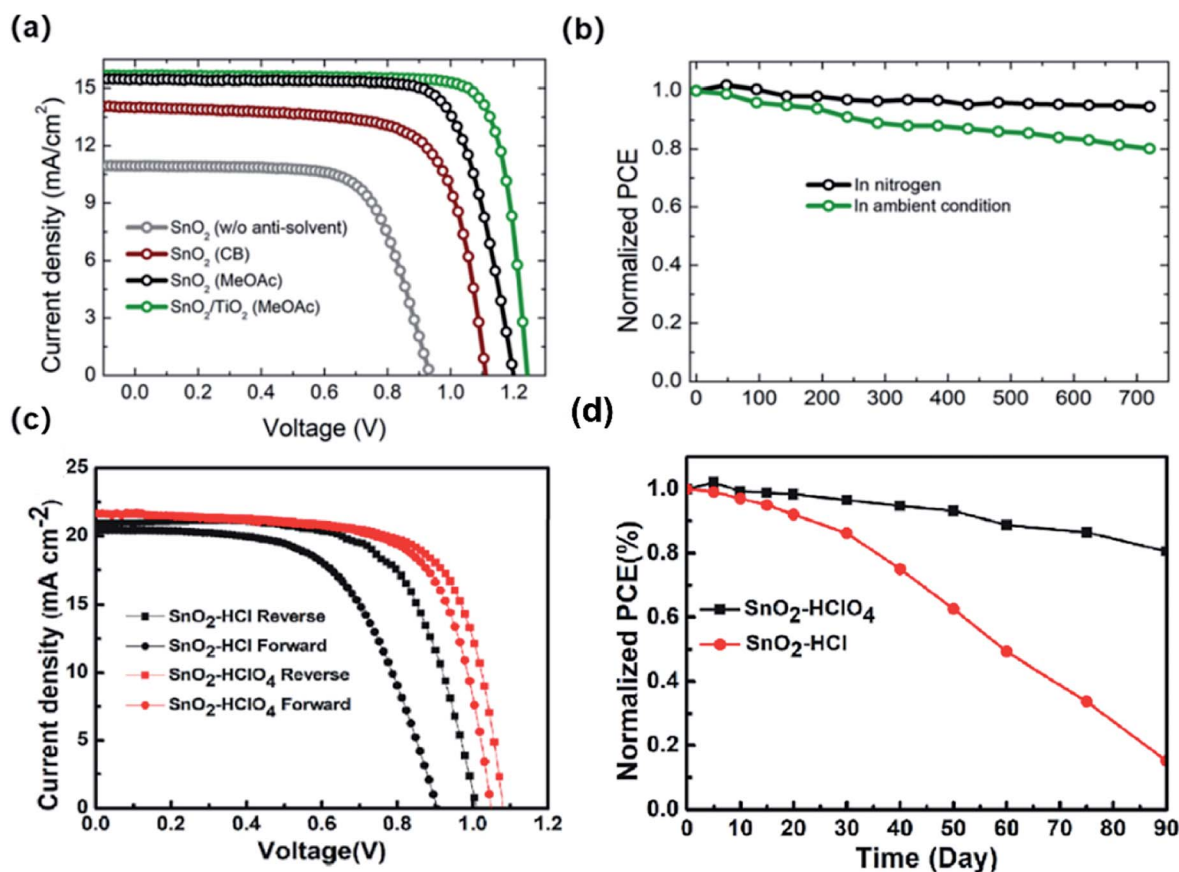 (a)
Current density (mA/cm²)
15
12
9
6
3
0
SnO₂ (w/o anti-solvent)
SnO₂ (CB)
SnO₂ (MeOAc)
SnO₂/TiO₂ (MeOAc)
0.0 0.2 0.4 0.6 0.8 1.0 1.2
Voltage (V)
(b)
Normalized PCE
1.0
0.8
0.6
0.4
0.2
0.0
In nitrogen
In ambient condition
0 100 200 300 400 500 600 700
(c)
Current density (mA cm⁻²)
25
20
15
10
5
0
SnO₂-HCl Reverse
SnO₂-HCl Forward
SnO₂-HClO₄ Reverse
SnO₂-HClO₄ Forward
0.0 0.2 0.4 0.6 0.8 1.0 1.2
Voltage(V)
(d)
Normalized PCE(%)
1.0
0.8
0.6
0.4
0.2
0.0
SnO₂-HClO₄
SnO₂-HCl
0 10 20 30 40 50 60 70 80 90
Time (Day)